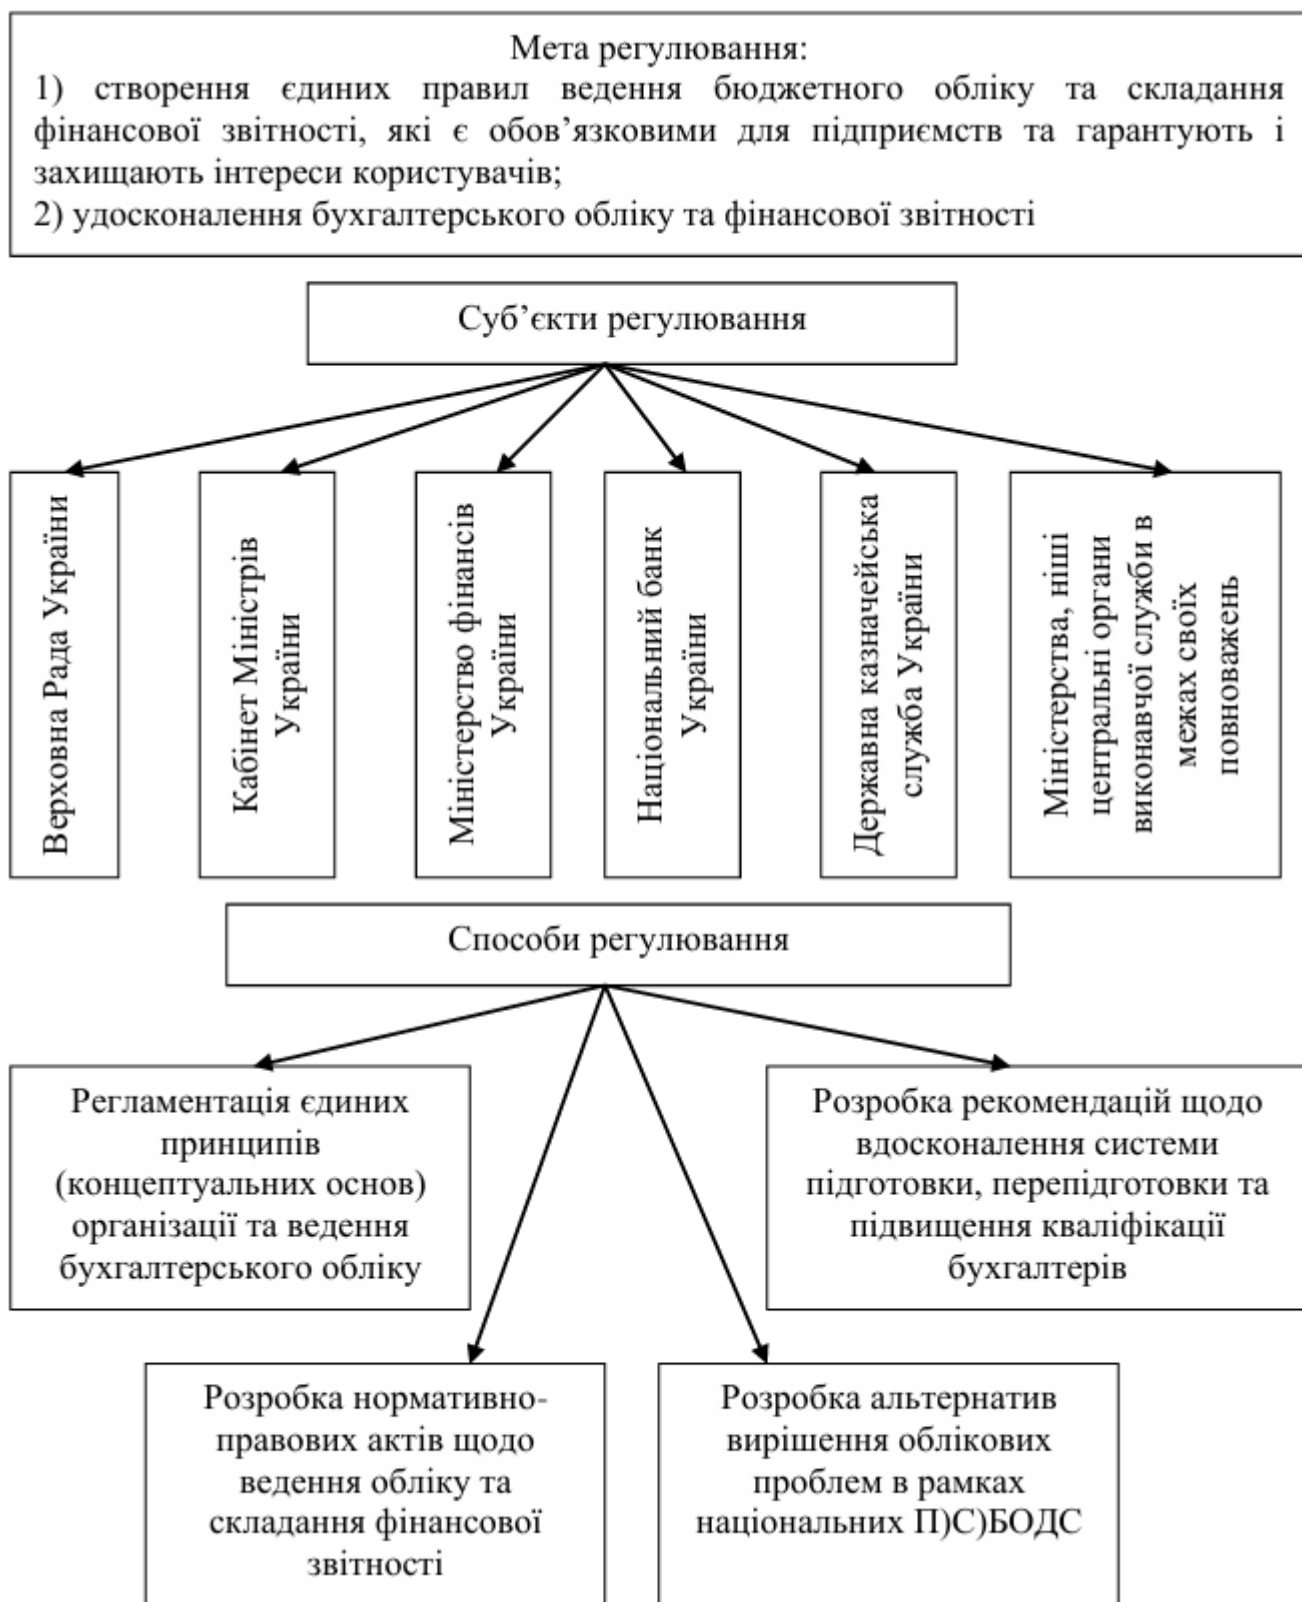 Мета регулювання:
1) створення єдиних правил ведення бюджетного обліку та складання
фінансової звітності, які є обов’язковими для підприємств та гарантують і
захищають інтереси користувачів;
2) удосконалення бухгалтерського обліку та фінансової звітності
Суб’єкти регулювання
Верховна Рада України
Кабінет Міністрів
України
Міністерство фінансів
України
Національний банк
України
Державна казначейська
служба України
Міністерства, ніші
центральні органи
виконавчої служби в
межах своїх
повноважень
Способи регулювання
Регламентація єдиних
принципів
(концептуальних основ)
організації та ведення
бухгалтерського обліку
Розробка рекомендацій щодо
вдосконалення системи
підготовки, перепідготовки та
підвищення кваліфікації
бухгалтерів
Розробка нормативно-
правових актів щодо
ведення обліку та
складання фінансової
звітності
Розробка альтернатив
вирішення облікових
проблем в рамках
національних П)С)БОДС